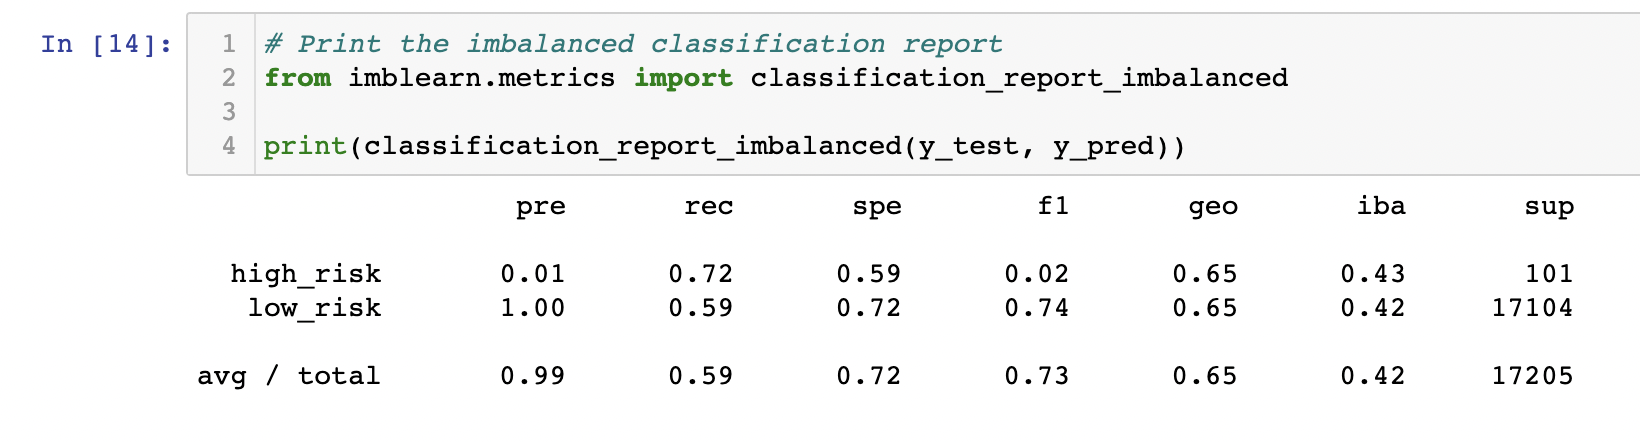 In [14]:
1 # Print the imbalanced classification report
2 from imblearn.metrics import classification_report_imbalanced
3
4 print(classification_report_imbalanced(y_test, y_pred))
pre rec spe f1 geo iba sup
high_risk 0.01 0.72 0.59 0.02 0.65 0.43 101
low_risk 1.00 0.59 0.72 0.74 0.65 0.42 17104
avg / total 0.99 0.59 0.72 0.73 0.65 0.42 17205